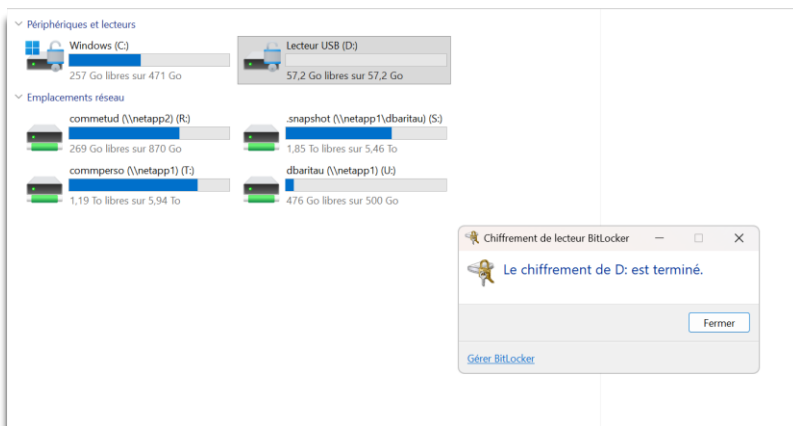 Périphériques et lecteurs
Windows (C:)
257 Go libres sur 471 Go
Lecteur USB (D:)
57,2 Go libres sur 57,2 Go
Emplacements réseau
commetud (\\netapp2) (R:)
269 Go libres sur 870 Go
.snapshot (\\netapp1\dbaritau) (S:)
1,85 To libres sur 5,46 To
commperso (\\netapp1) (T:)
1,19 To libres sur 5,94 To
dbaritau (\\netapp1) (U:)
476 Go libres sur 500 Go
Chiffrement de lecteur BitLocker
Le chiffrement de D: est terminé.
Fermer
Gérer BitLocker